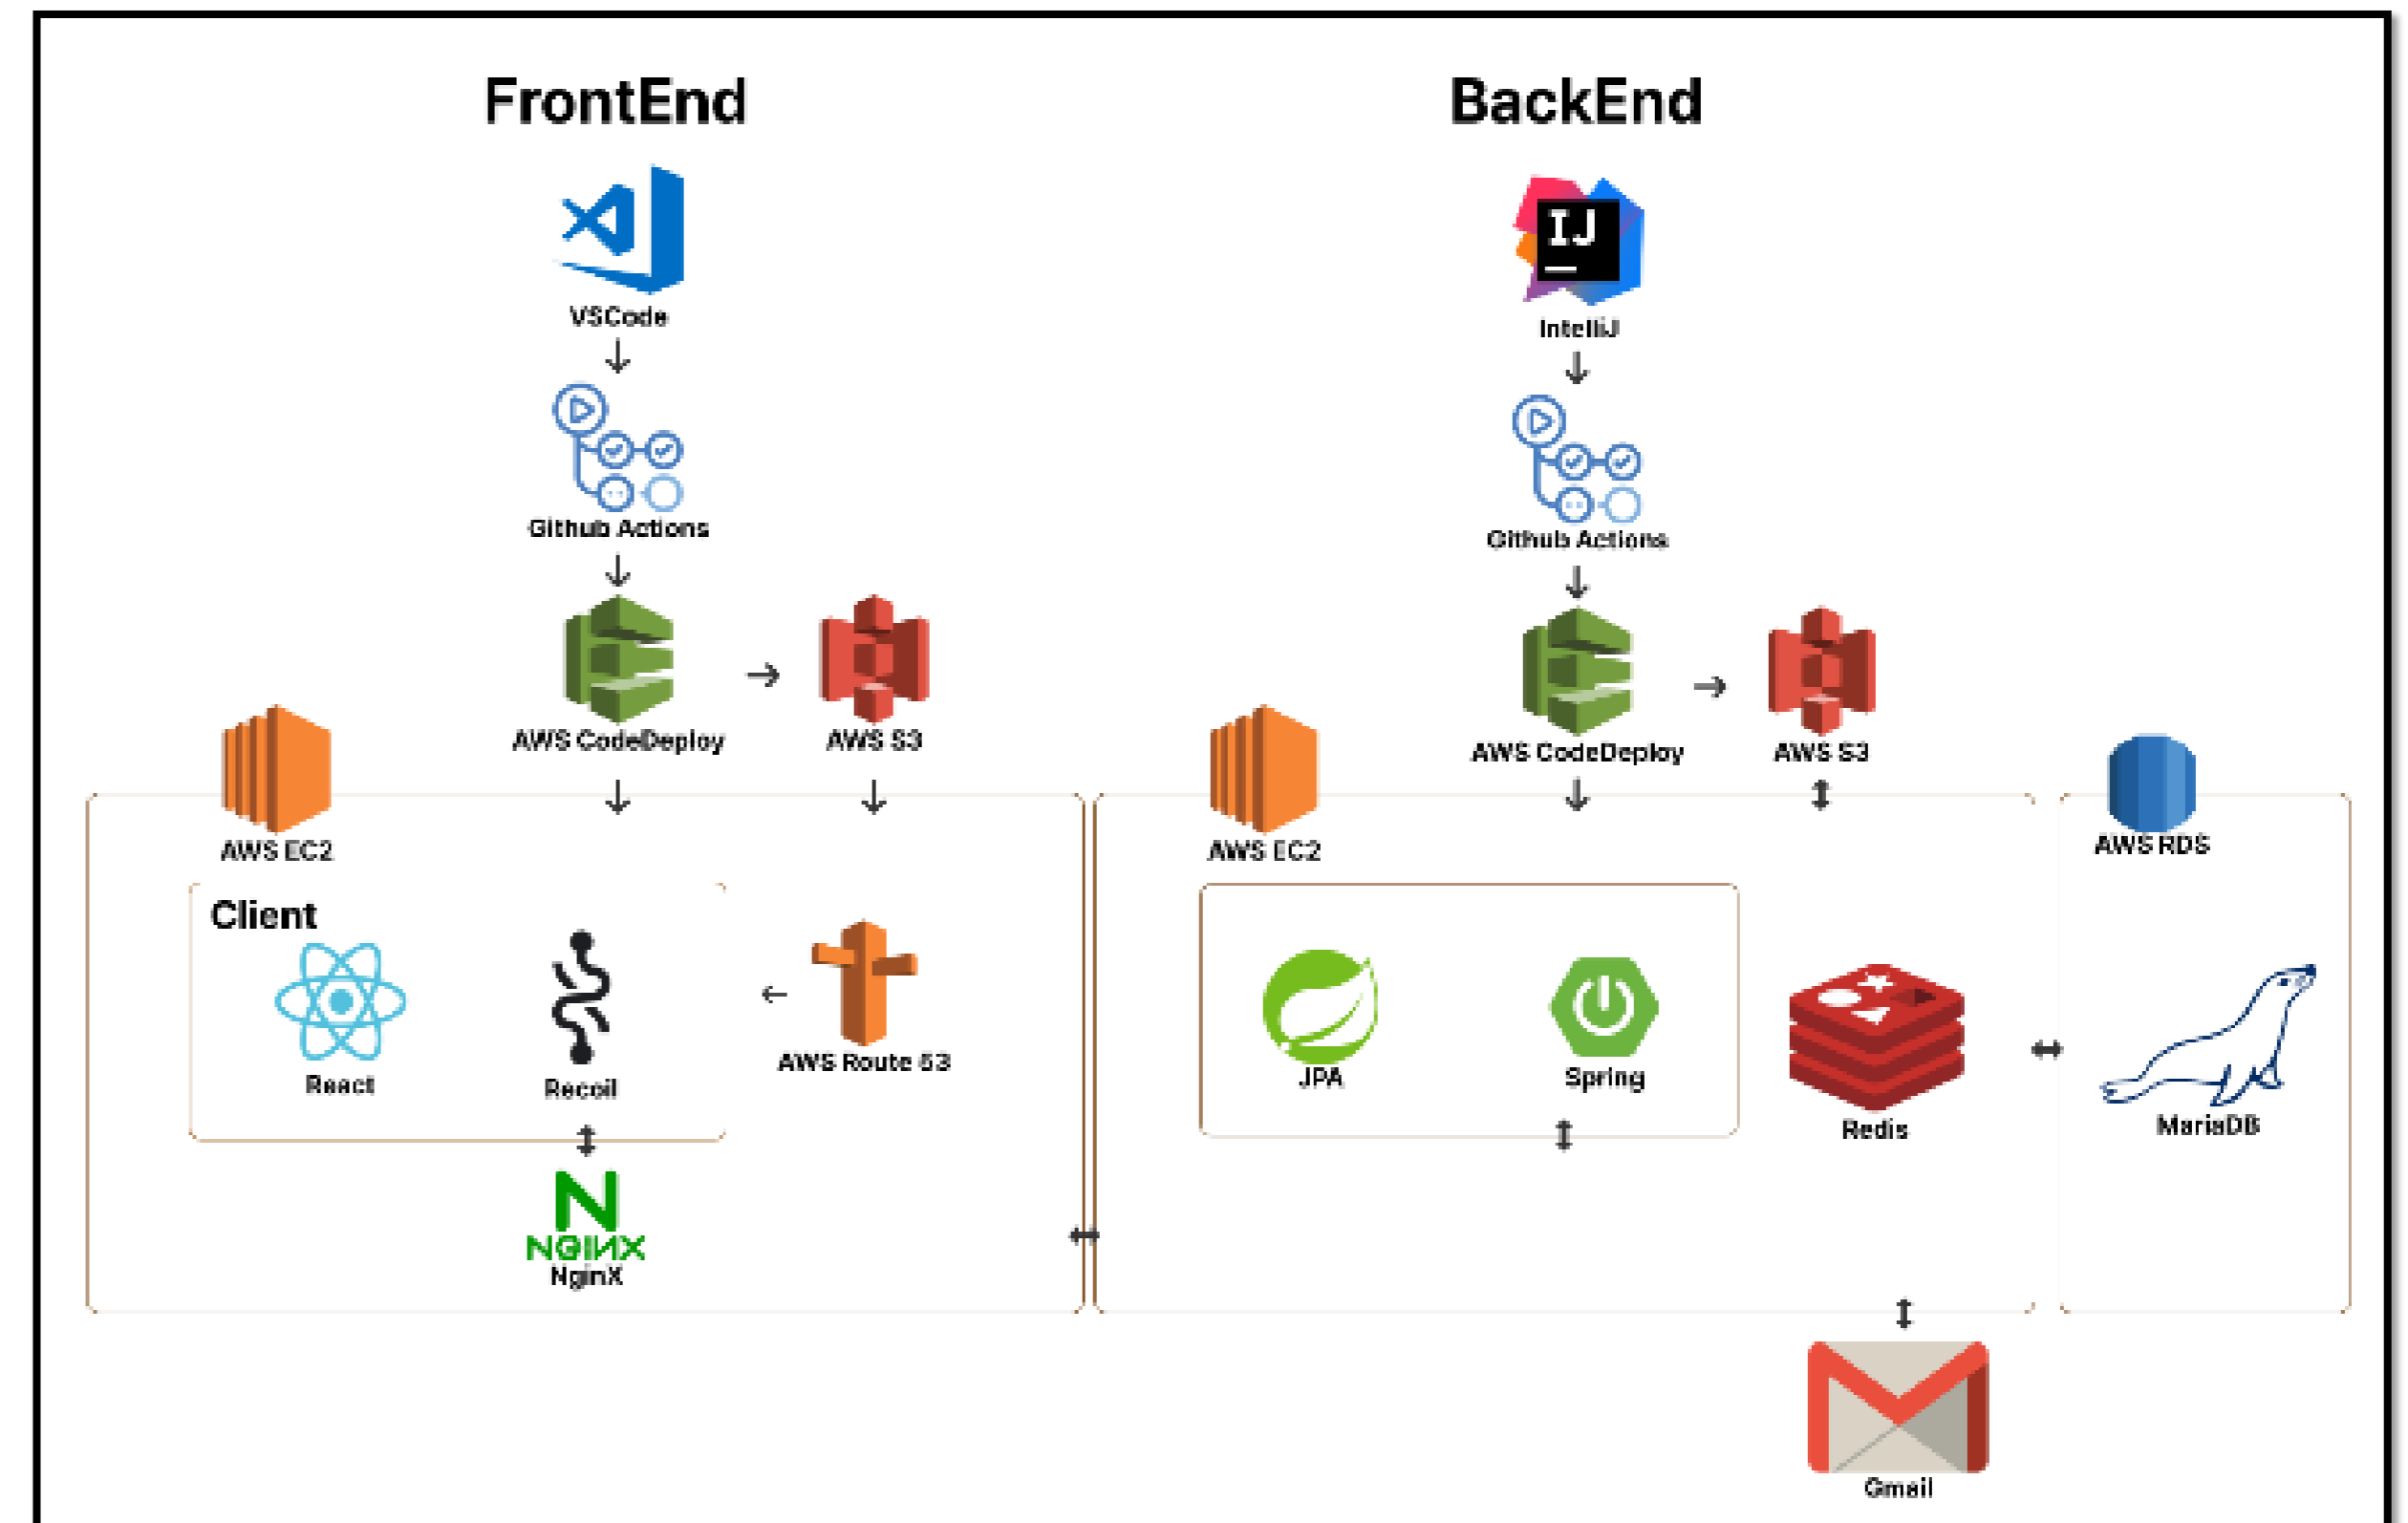 FrontEnd
VSCode
Github Actions
AWS CodeDeploy
AWS S3
AWS EC2
Client
React
Recoil
AWS Route 53
NGINX
NginX
BackEnd
IJ
IntelliJ
Github Actions
AWS CodeDeploy
AWS S3
AWS EC2
JPA
Spring
Redis
AWS RDS
MariaDB
Gmail